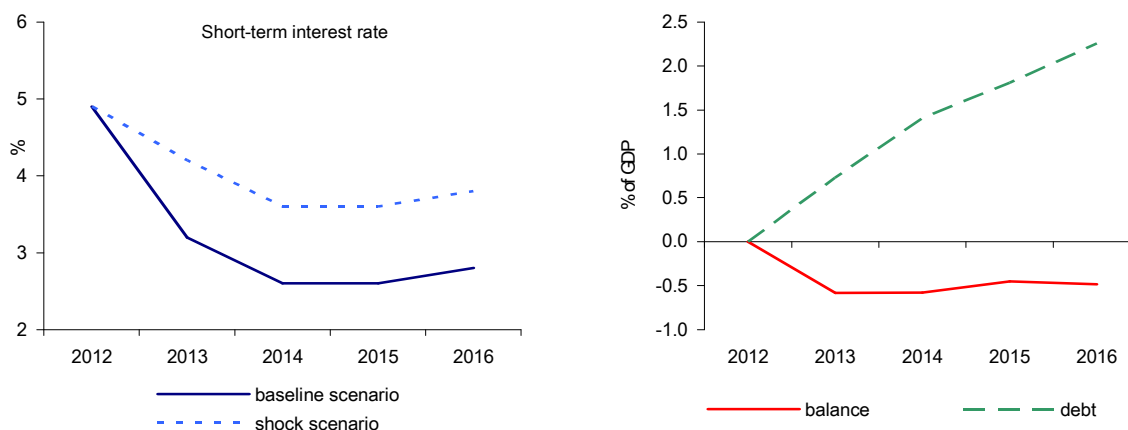 Short-term interest rate
%
6
5
4
3
2
2012 2013 2014 2015 2016
baseline scenario
shock scenario
% of GDP
2.5
2.0
1.5
1.0
0.5
0.0
-0.5
-1.0
2012 2013 2014 2015 2016
balance debt